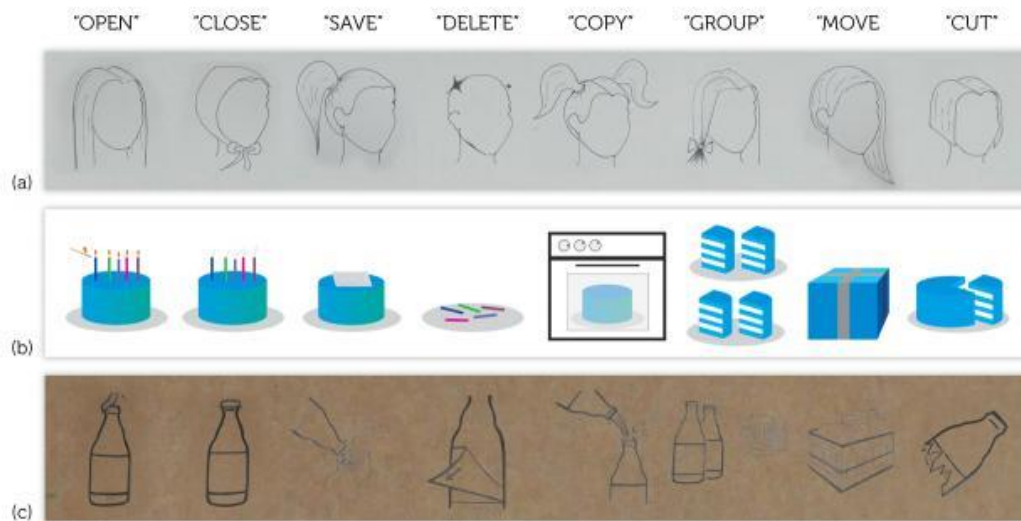 "OPEN" "CLOSE" "SAVE" "DELETE" "COPY" "GROUP" "MOVE "CUT"
(a)
(b)
(c)